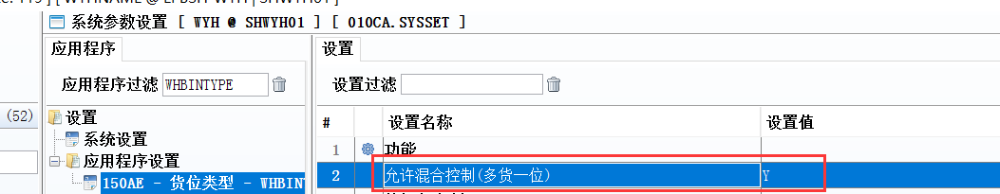 系统参数设置 [ WYH @ SHWYH01 ] [ 010CA.SYSSET ]
应用程序
设置
应用程序过滤 WHBINTYPE
设置过滤
(52)
设置
系统设置
应用程序设置
150AE - 货位类型 - WHBINT
# 设置名称 设置值
1 功能
2 允许混合控制(多货一位) Y